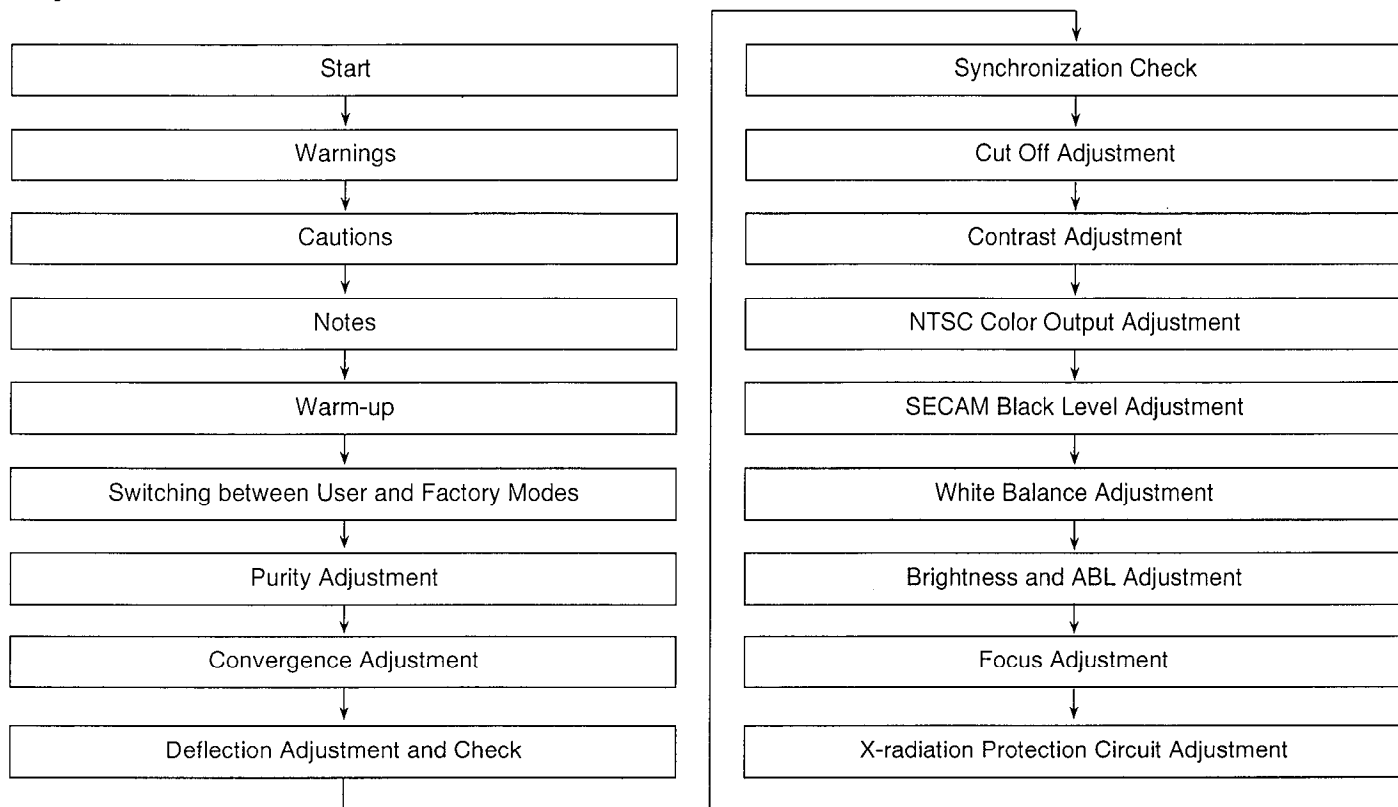 Start
Warnings
Cautions
Notes
Warm-up
Switching between User and Factory Modes
Purity Adjustment
Convergence Adjustment
Deflection Adjustment and Check
Synchronization Check
Cut Off Adjustment
Contrast Adjustment
NTSC Color Output Adjustment
SECAM Black Level Adjustment
White Balance Adjustment
Brightness and ABL Adjustment
Focus Adjustment
X-radiation Protection Circuit Adjustment